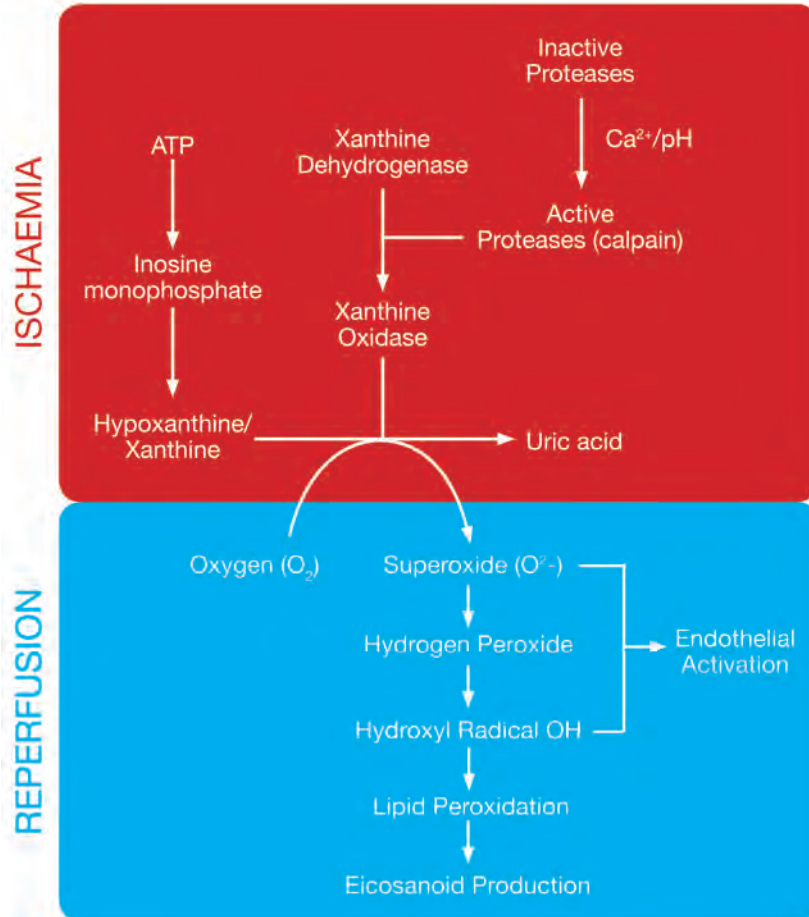 ISCHAEMIA
Inactive
Proteases
Ca²⁺/pH
ATP
Xanthine
Dehydrogenase
Active
Proteases (calpain)
Inosine
monophosphate
Xanthine
Oxidase
Hypoxanthine/
Xanthine
Uric acid
REPERFUSION
Oxygen (O₂)
Superoxide (O²-)
Hydrogen Peroxide
Endothelial
Activation
Hydroxyl Radical OH
Lipid Peroxidation
Eicosanoid Production